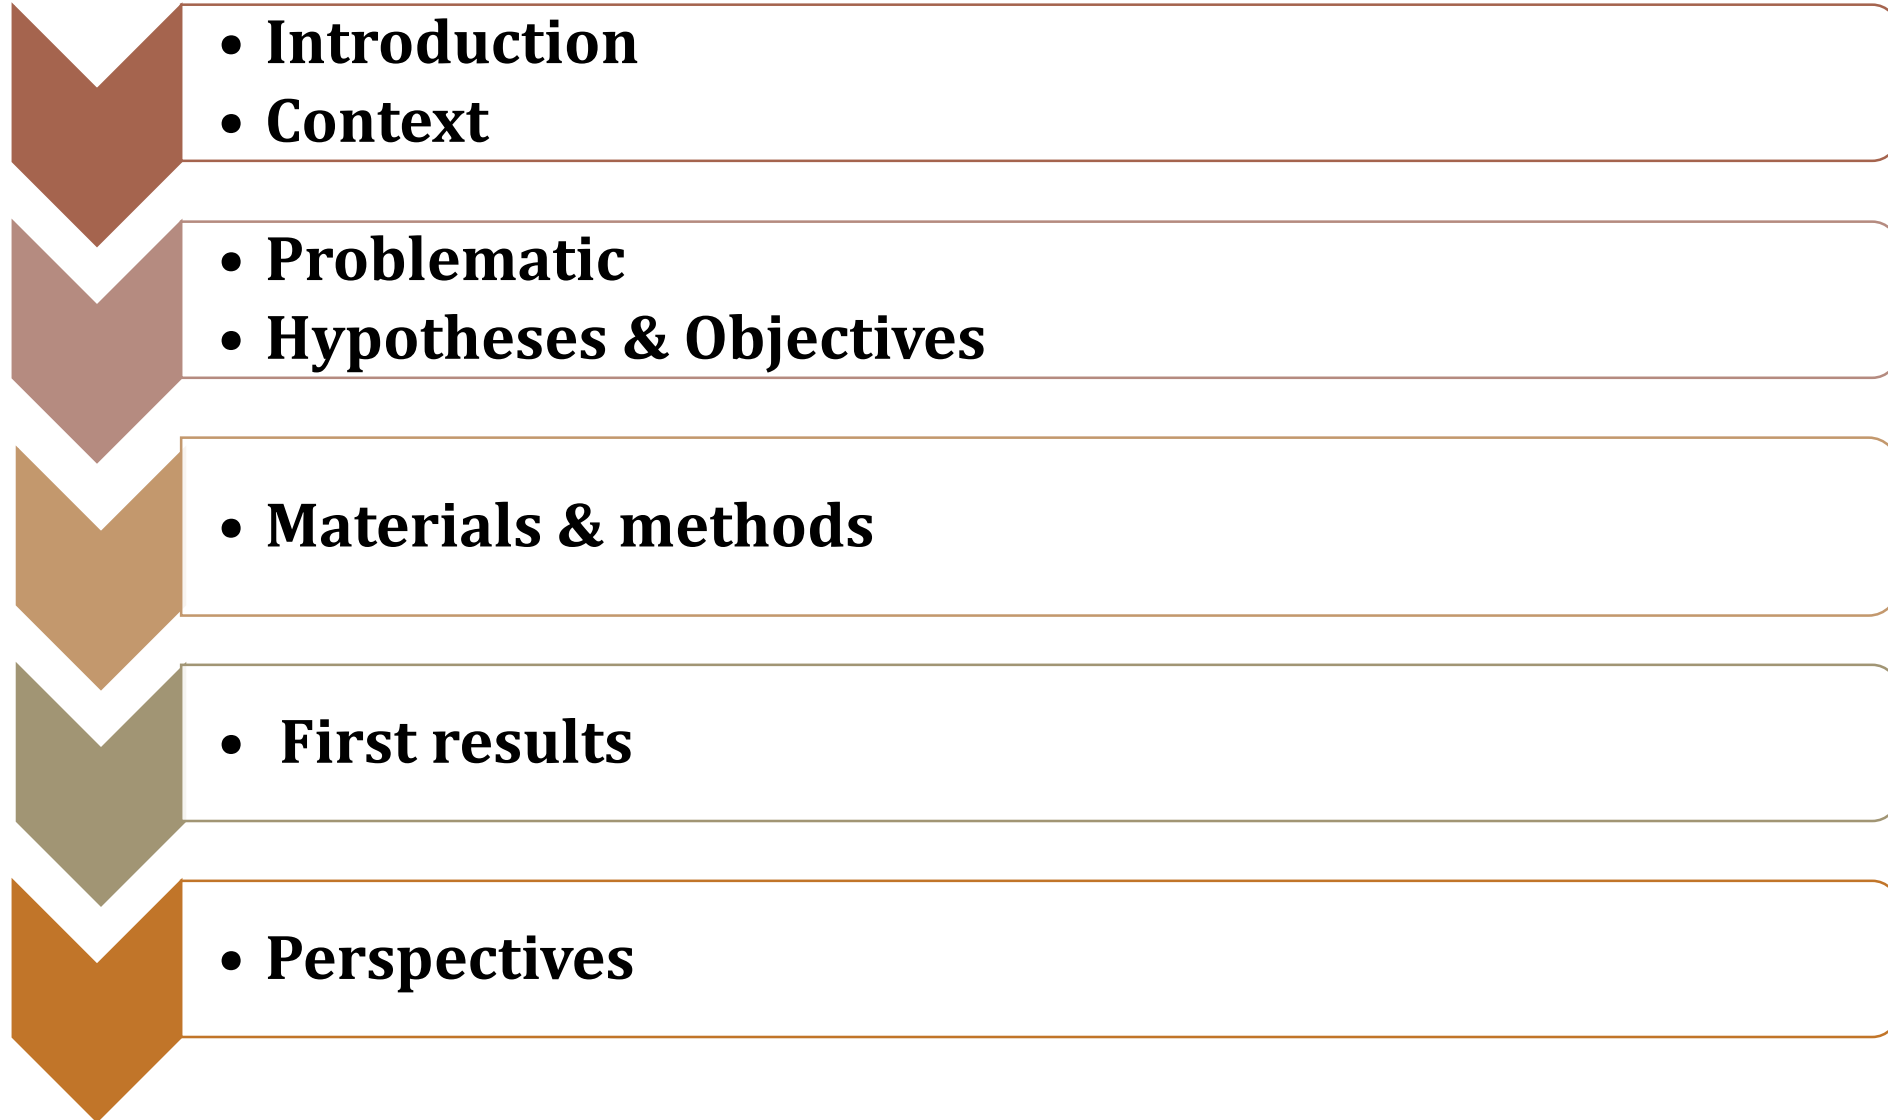 • Introduction
• Context
• Problematic
• Hypotheses & Objectives
• Materials & methods
• First results
• Perspectives